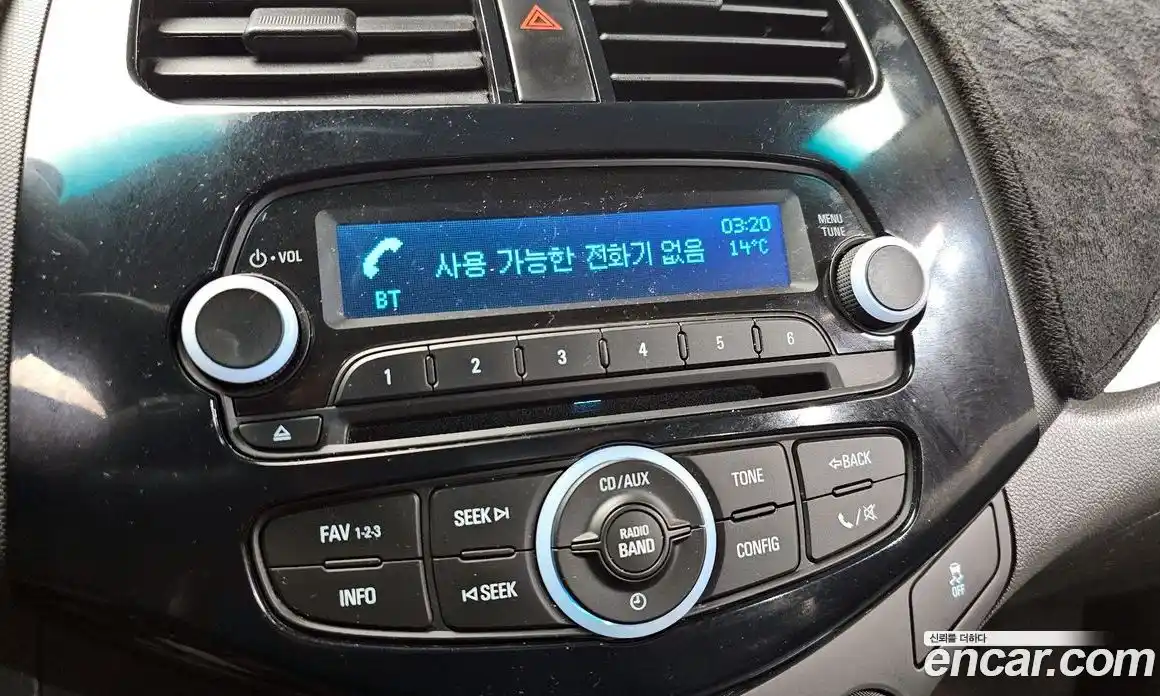 VOL
MENU
TUNE
03:20
사용 가능한 전화기 없음
14°C
BT
1 2 3 4 5 6
CD/AUX
TONE
BACK
FAV 1-2-3
SEEK
RADIO
BAND
CONFIG
INFO
SEEK
OFF
신뢰를 더하다
encar.com